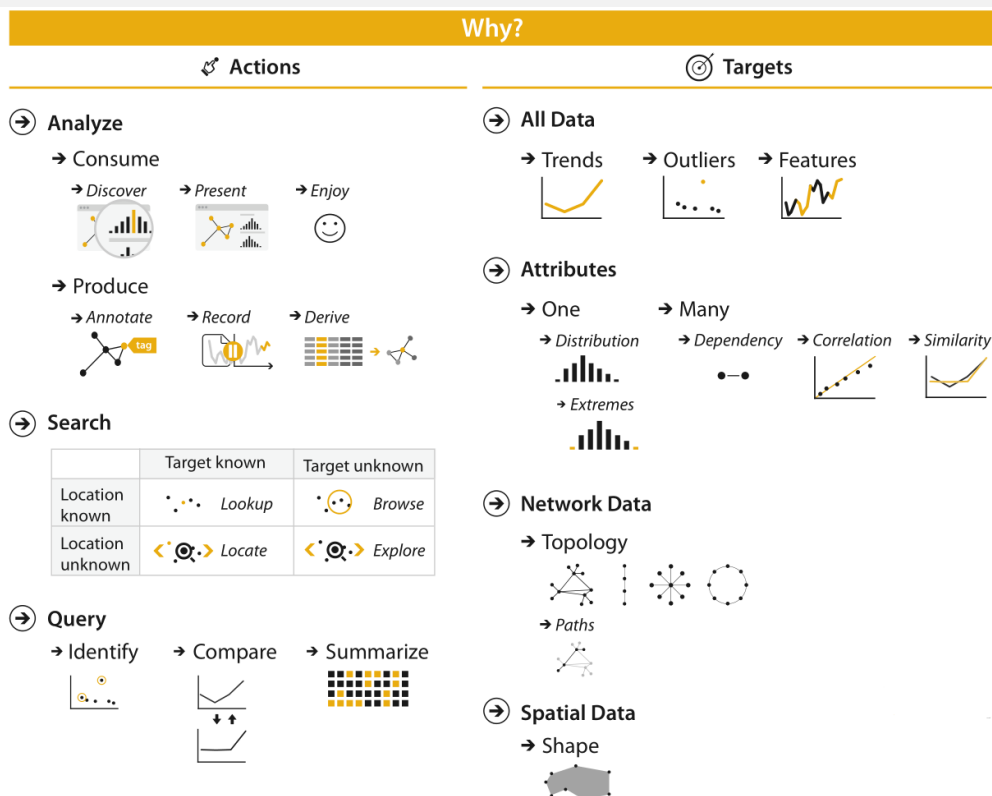 Why?
Actions
Analyze
Consume
Discover
Present
Enjoy
Produce
Annotate
Record
Derive
tag
Search
Target known
Target unknown
Location
known
Lookup
Browse
Location
unknown
Locate
Explore
Query
Identify
Compare
Summarize
Targets
All Data
Trends
Outliers
Features
Attributes
One
Many
Distribution
Dependency
Correlation
Similarity
Extremes
Network Data
Topology
Paths
Spatial Data
Shape